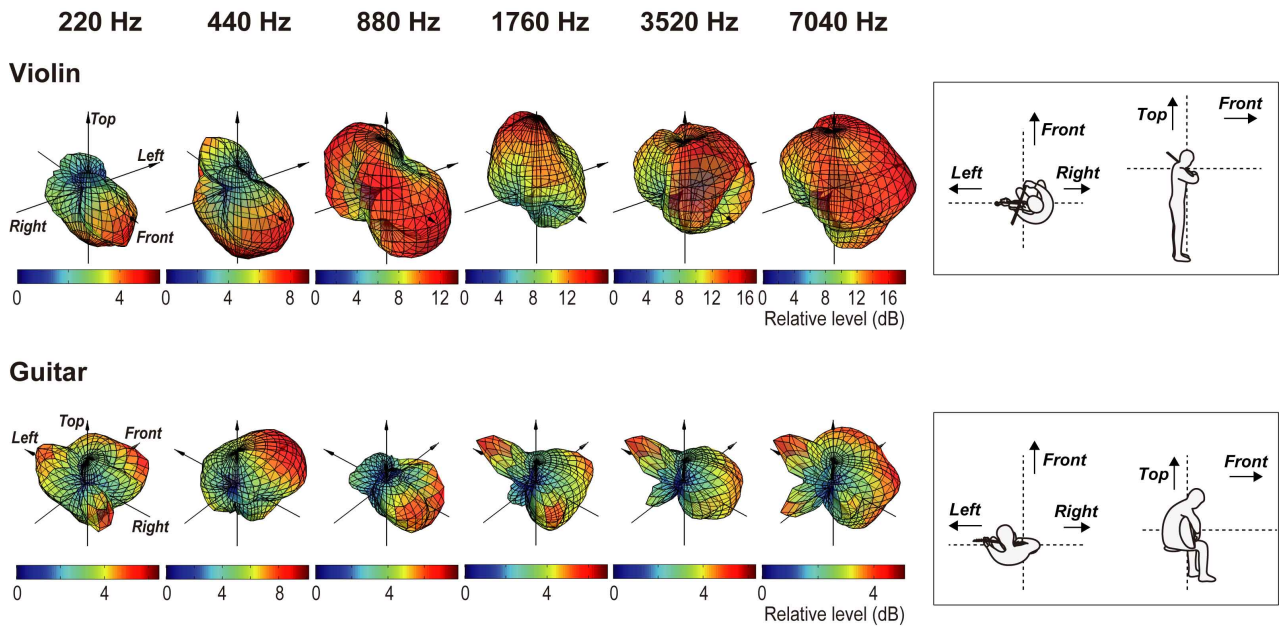 220 Hz 440 Hz 880 Hz 1760 Hz 3520 Hz 7040 Hz
Violin
Top
Left
Right
Front
0 4
0 4 8
0 4 8 12
0 4 8 12
0 4 8 12 16
0 4 8 12 16
Relative level (dB)
Front
Left
Right
Top
Front
Guitar
Top
Left
Front
Right
0 4
0 4 8
0 4
0 4
0 4
0 4
Relative level (dB)
Front
Left
Right
Top
Front